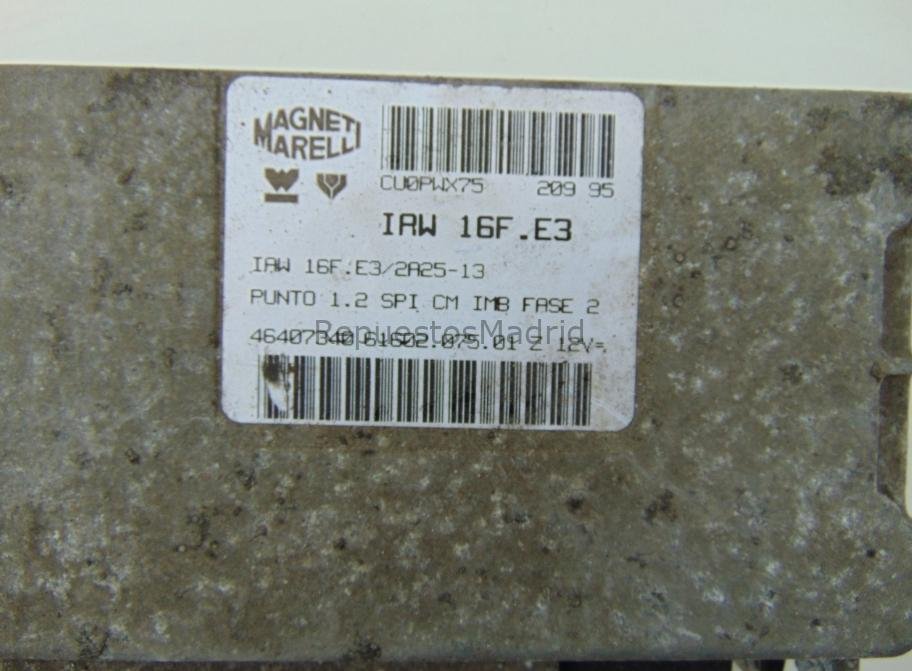 MAGNETI
MARELLI
CU0PWX75 209 95
IAW 16F.E3
IAW 16F.E3/2A25-13
PUNTO 1.2 SPI CM IMB FASE 2
RepuestosMadrid
46407340 61602.075.01 Z 12V=.